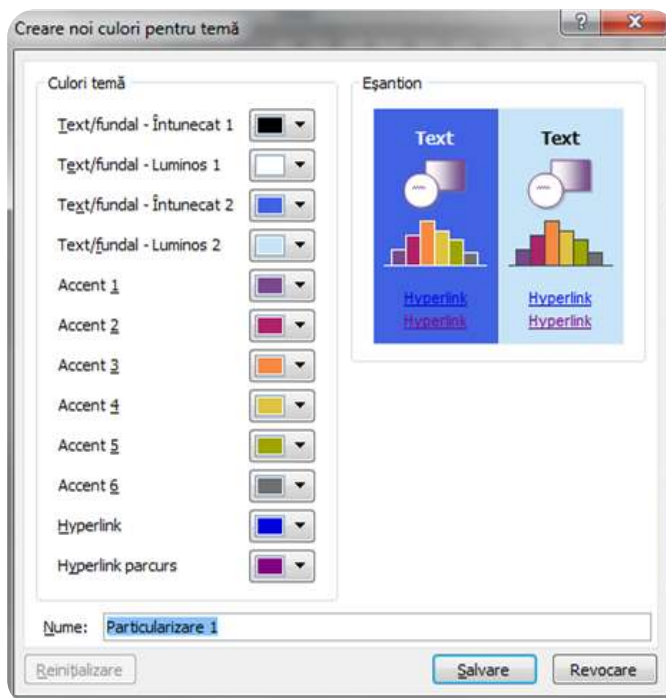 Creare noi culori pentru temă
Culori temă
Text/fundal - Întunecat 1
Text/fundal - Luminos 1
Text/fundal - Întunecat 2
Text/fundal - Luminos 2
Accent 1
Accent 2
Accent 3
Accent 4
Accent 5
Accent 6
Hyperlink
Hyperlink parcurs
Eșantion
Text Text
Hyperlink Hyperlink
Hyperlink Hyperlink
Nume: Particularizare 1
Reinițializare Salvare Revocare